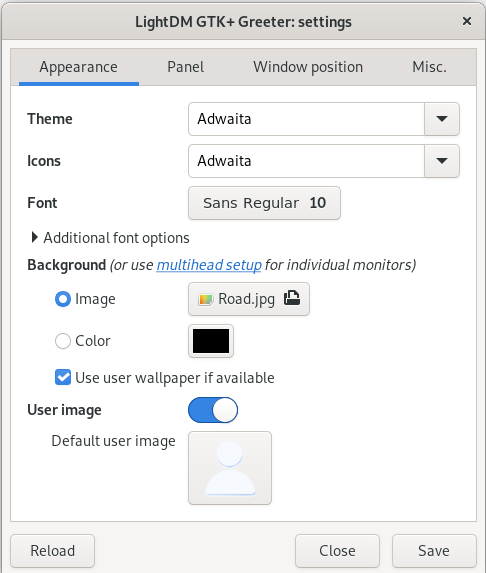 LightDM GTK+ Greeter: settings
Appearance Panel Window position Misc.
Theme Adwaita
Icons Adwaita
Font Sans Regular 10
Additional font options
Background (or use multihead setup for individual monitors)
Image Road.jpg
Color
Use user wallpaper if available
User image
Default user image
Reload Close Save